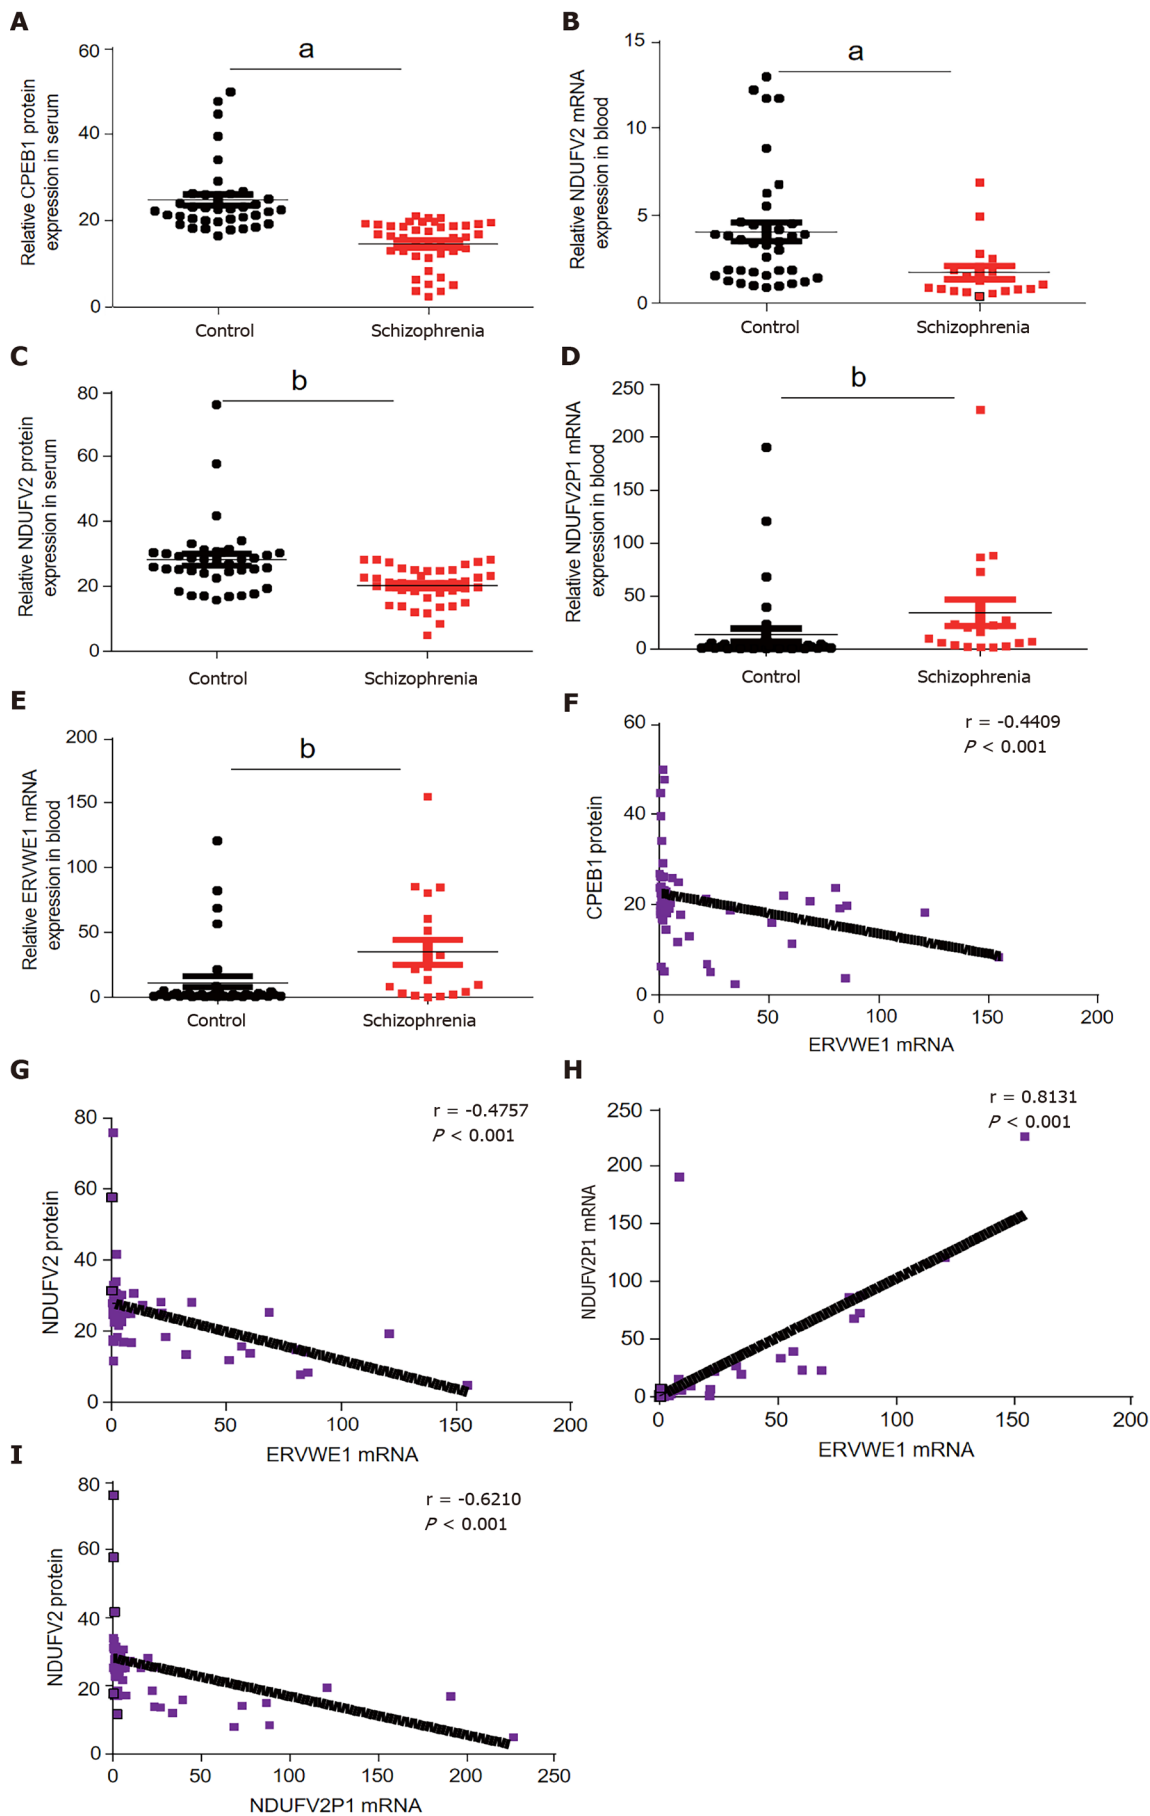 A
Relative CPEB1 protein
expression in serum
60
40
20
0
a
Control
Schizophrenia
B
Relative NDUFV2 mRNA
expression in blood
15
10
5
0
a
Control
Schizophrenia
C
Relative NDUFV2 protein
expression in serum
80
60
40
20
0
b
Control
Schizophrenia
D
Relative NDUFV2P1 mRNA
expression in blood
250
200
150
100
50
0
b
Control
Schizophrenia
E
Relative ERVWE1 mRNA
expression in blood
200
150
100
50
0
b
Control
Schizophrenia
F
r = -0.4409
P < 0.001
CPEB1 protein
60
40
20
0
0 50 100 150 200
ERVWE1 mRNA
G
r = -0.4757
P < 0.001
NDUFV2 protein
80
60
40
20
0
0 50 100 150 200
ERVWE1 mRNA
H
r = 0.8131
P < 0.001
NDUFV2P1 mRNA
250
200
150
100
50
0
0 50 100 150 200
ERVWE1 mRNA
I
r = -0.6210
P < 0.001
NDUFV2 protein
80
60
40
20
0
0 50 100 150 200 250
NDUFV2P1 mRNA